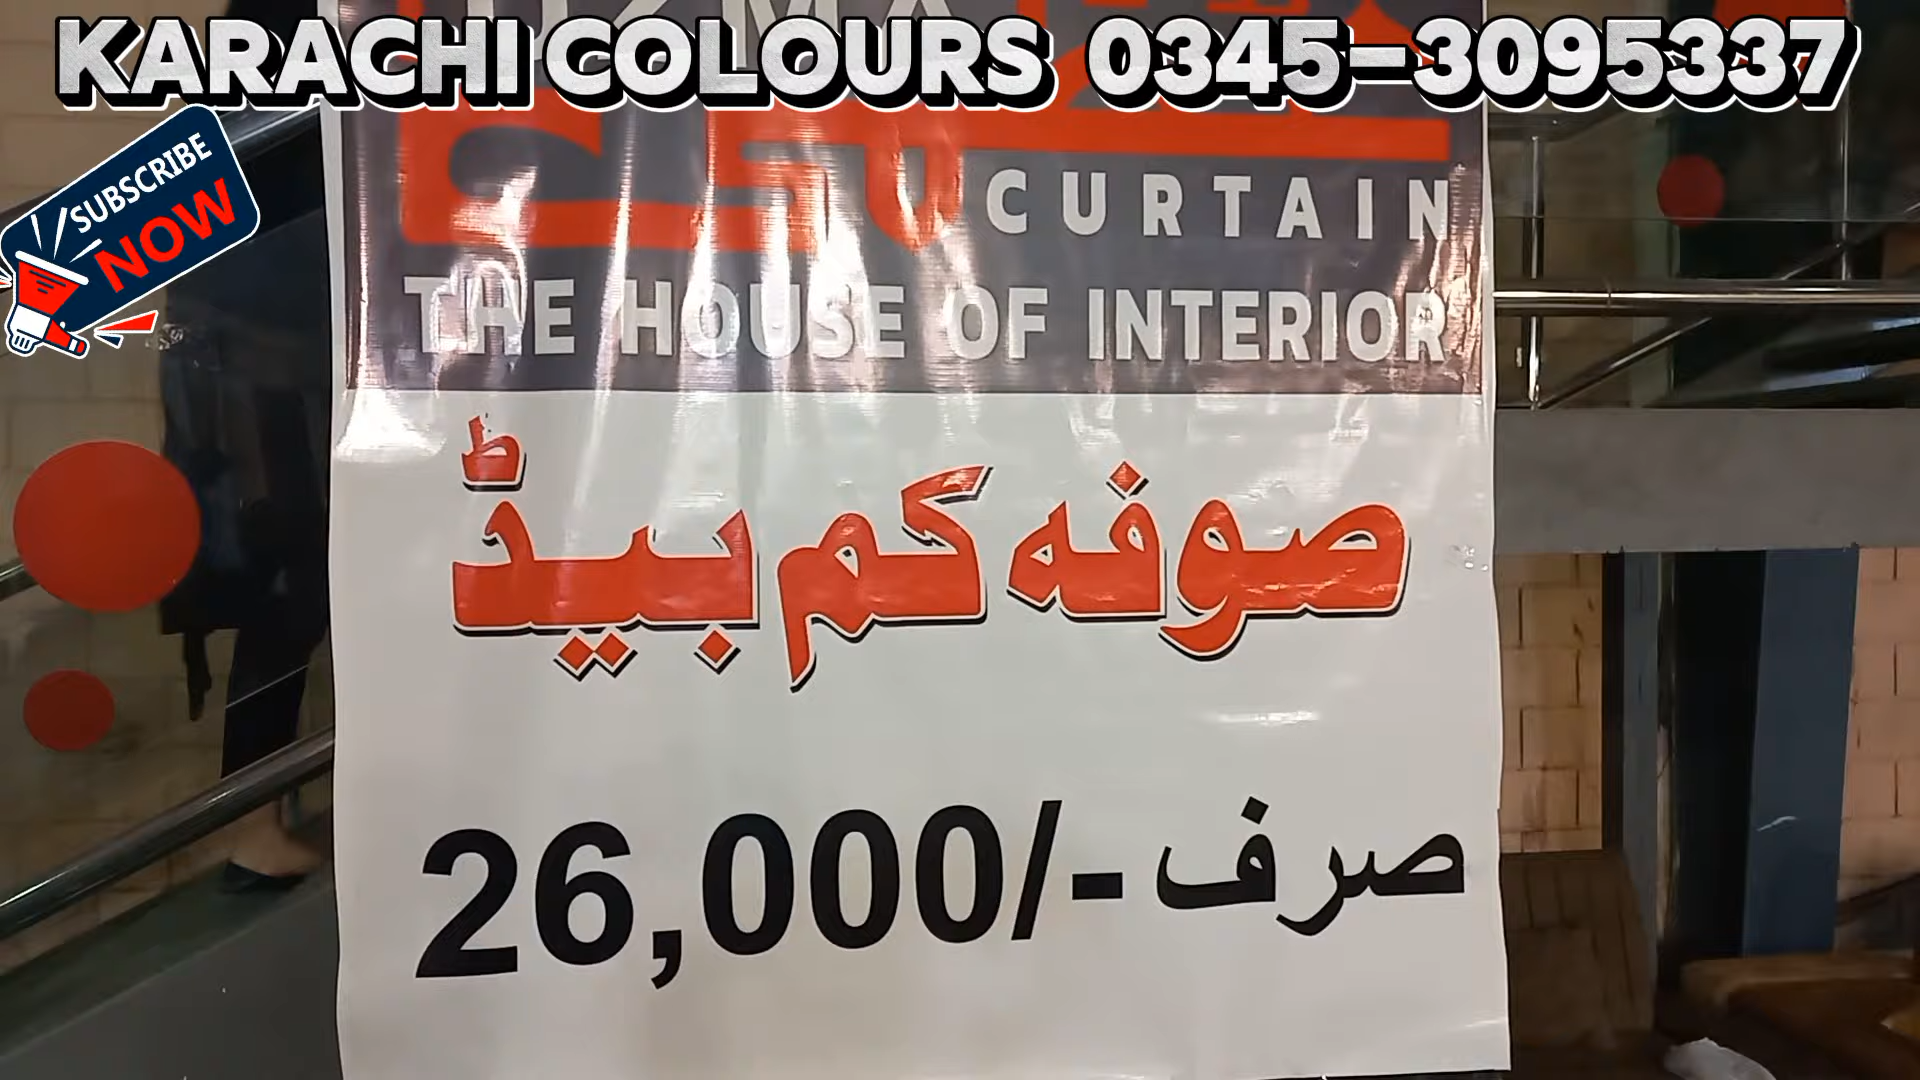 KARACHI COLOURS 0345-3095337
SUBSCRIBE
NOW
CURTAIN
THE HOUSE OF INTERIOR
صوفہ کم بیڈ
صرف 26,000/-